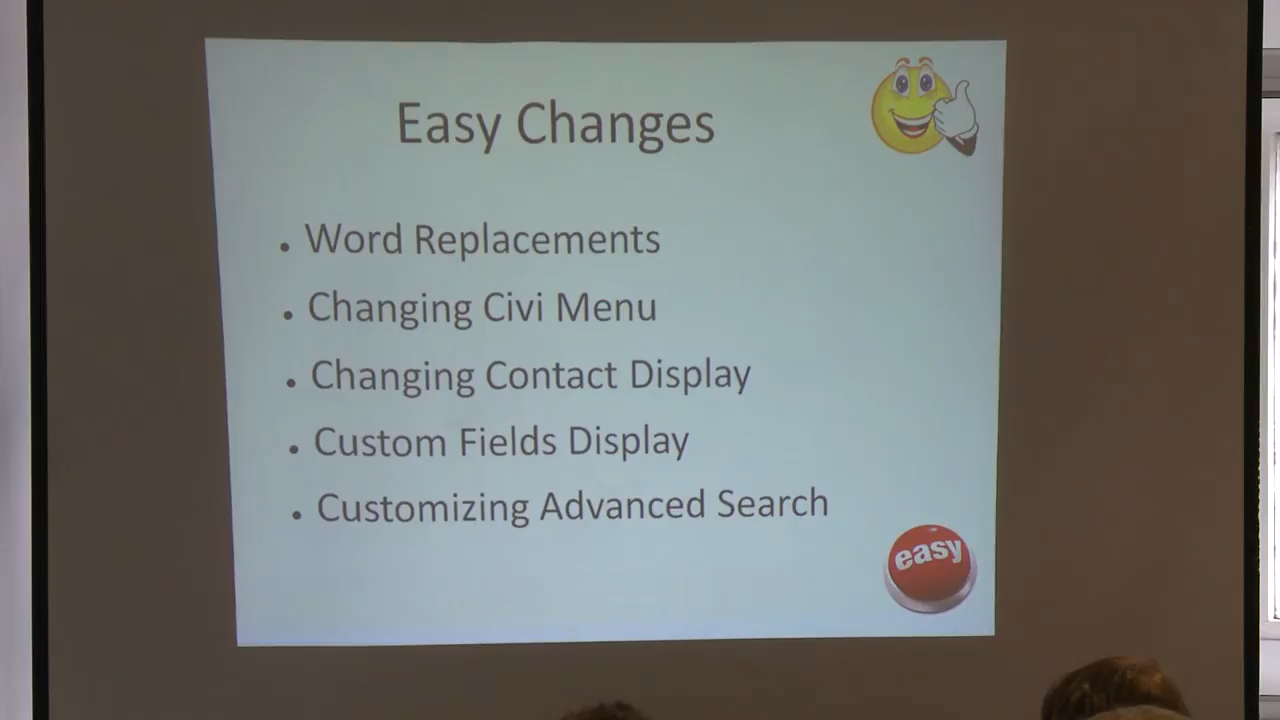 Easy Changes
Word Replacements
Changing Civi Menu
Changing Contact Display
Custom Fields Display
Customizing Advanced Search
easy